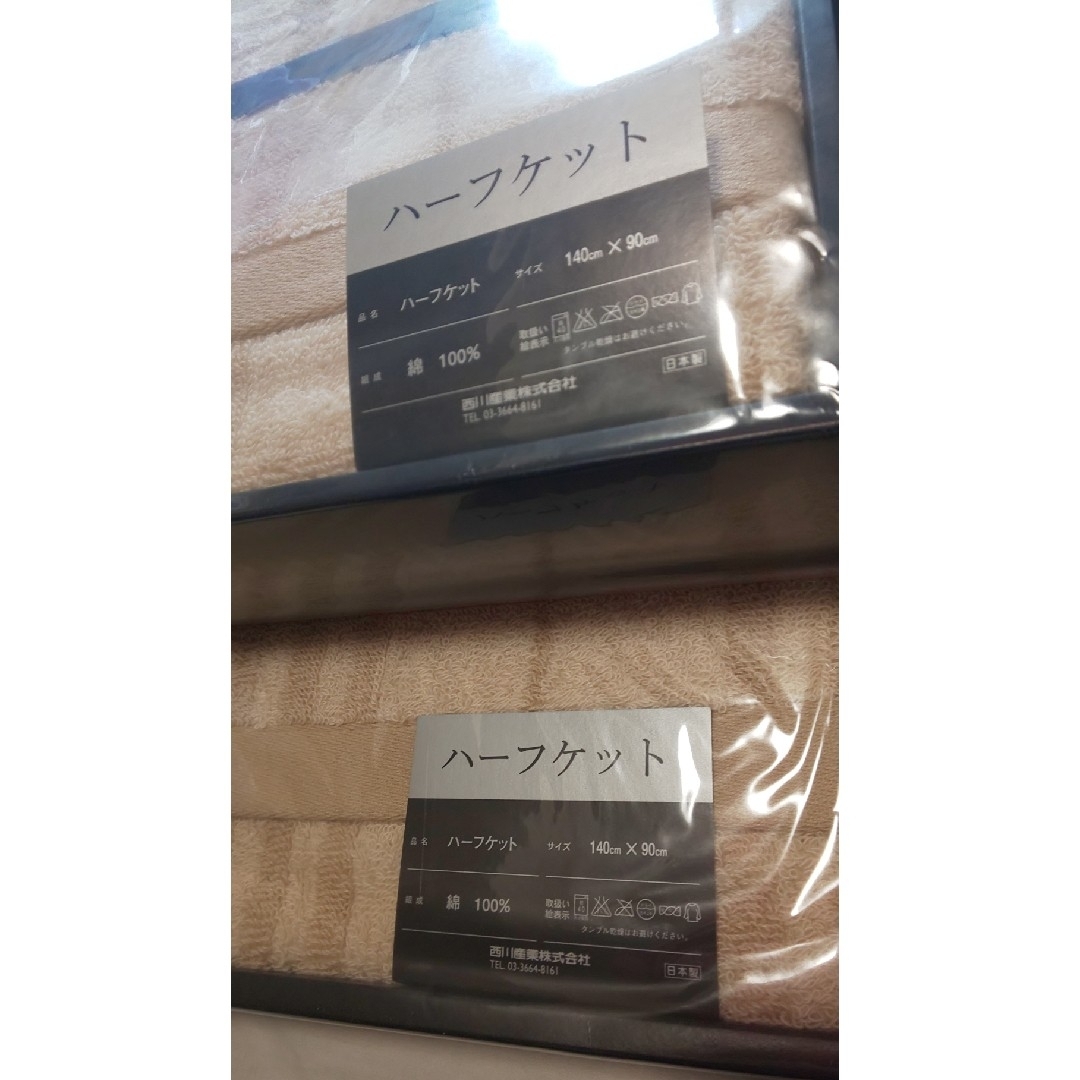 ハーフケット
品名 ハーフケット サイズ 140cm×90cm
組成 綿 100% 取扱い絵表示
タンブル乾燥はお避けください。
日本製
西川産業株式会社
TEL 03-3664-8161
ハーフケット
品名 ハーフケット サイズ 140cm×90cm
組成 綿 100% 取扱い絵表示
タンブル乾燥はお避けください。
西川産業株式会社
TEL. 03-3664-8161
日本製